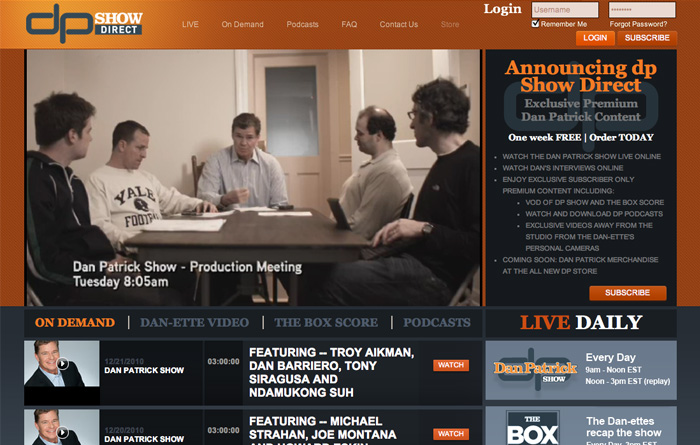 dp SHOW
DIRECT
LIVE
On Demand
Podcasts
FAQ
Contact Us
Store
Login
Username
Remember Me
Forgot Password?
LOGIN
SUBSCRIBE
YALE
FOOTBALL
Dan Patrick Show - Production Meeting
Tuesday 8:05am
Announcing dp
Show Direct
Exclusive Premium
Dan Patrick Content
One week FREE | Order TODAY
WATCH THE DAN PATRICK SHOW LIVE ONLINE
WATCH DAN'S INTERVIEWS ONLINE
ENJOY EXCLUSIVE SUBSCRIBER ONLY
PREMIUM CONTENT INCLUDING:
VOD OF DP SHOW AND THE BOX SCORE
WATCH AND DOWNLOAD DP PODCASTS
EXCLUSIVE VIDEOS AWAY FROM THE
STUDIO FROM THE DAN-ETTE'S
PERSONAL CAMERAS
COMING SOON: DAN PATRICK MERCHANDISE
AT THE ALL NEW DP STORE
SUBSCRIBE
ON DEMAND | DAN-ETTE VIDEO | THE BOX SCORE | PODCASTS
12/21/2010
DAN PATRICK SHOW
03:00:00
FEATURING -- TROY AIKMAN,
DAN BARRIERO, TONY
SIRAGUSA AND
NDAMUKONG SUH
WATCH
12/20/2010
DAN PATRICK SHOW
03:00:00
FEATURING -- MICHAEL
STRAHAN, JOE MONTANA
WATCH
LIVE DAILY
Dan Patrick
SHOW
Every Day
9am - Noon EST
Noon - 3pm EST (replay)
THE
BOX
The Dan-ettes
recap the show